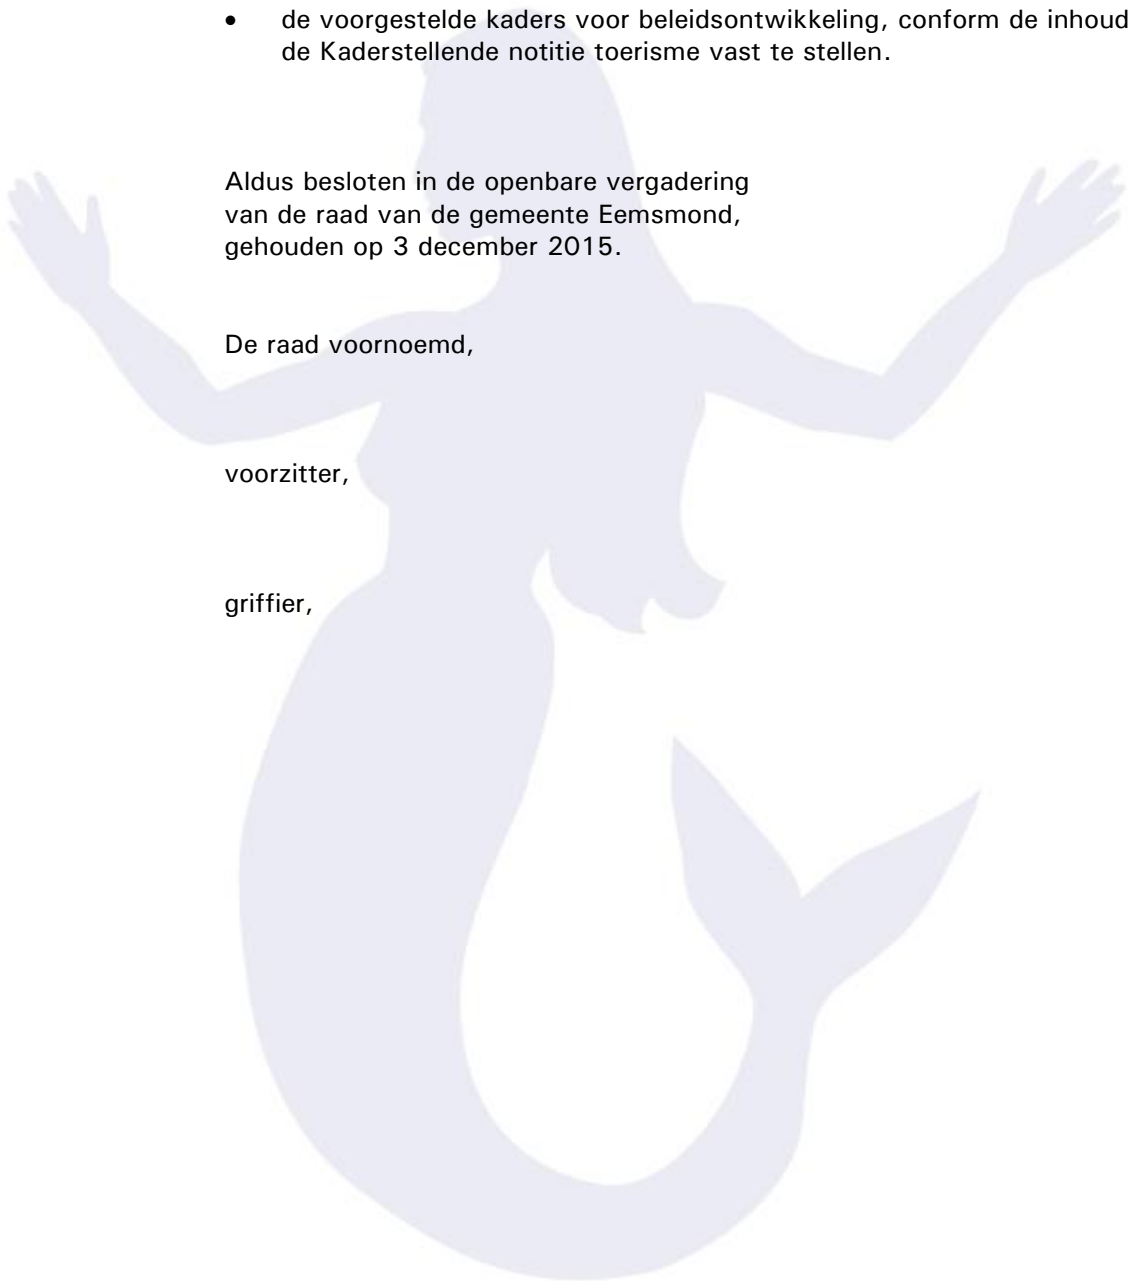 • de voorgestelde kaders voor beleidsontwikkeling, conform de inhoud
de Kaderstellende notitie toerisme vast te stellen.
Aldus besloten in de openbare vergadering
van de raad van de gemeente Eemsmond,
gehouden op 3 december 2015.
De raad voornoemd,
voorzitter,
griffier,